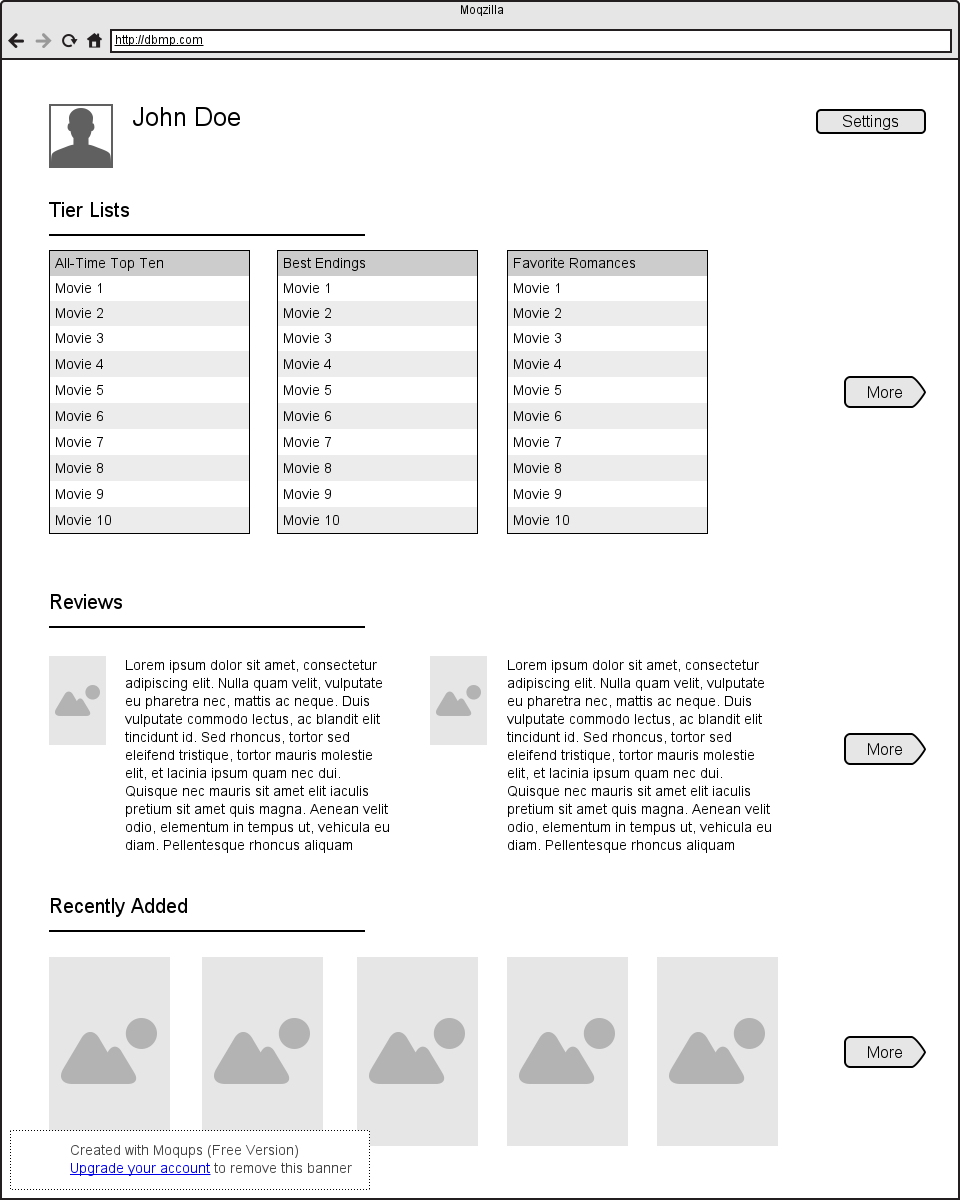 Moqzilla
http://dbmp.com
John Doe
Settings
Tier Lists
All-Time Top Ten
Movie 1
Movie 2
Movie 3
Movie 4
Movie 5
Movie 6
Movie 7
Movie 8
Movie 9
Movie 10
Best Endings
Movie 1
Movie 2
Movie 3
Movie 4
Movie 5
Movie 6
Movie 7
Movie 8
Movie 9
Movie 10
Favorite Romances
Movie 1
Movie 2
Movie 3
Movie 4
Movie 5
Movie 6
Movie 7
Movie 8
Movie 9
Movie 10
More
Reviews
Lorem ipsum dolor sit amet, consectetur
adipiscing elit. Nulla quam velit, vulputate
eu pharetra nec, mattis ac neque. Duis
vulputate commodo lectus, ac blandit elit
tincidunt id. Sed rhoncus, tortor sed
eleifend tristique, tortor mauris molestie
elit, et lacinia ipsum quam nec dui.
Quisque nec mauris sit amet elit iaculis
pretium sit amet quis magna. Aenean velit
odio, elementum in tempus ut, vehicula eu
diam. Pellentesque rhoncus aliquam
Lorem ipsum dolor sit amet, consectetur
adipiscing elit. Nulla quam velit, vulputate
eu pharetra nec, mattis ac neque. Duis
vulputate commodo lectus, ac blandit elit
tincidunt id. Sed rhoncus, tortor sed
eleifend tristique, tortor mauris molestie
elit, et lacinia ipsum quam nec dui.
Quisque nec mauris sit amet elit iaculis
pretium sit amet quis magna. Aenean velit
odio, elementum in tempus ut, vehicula eu
diam. Pellentesque rhoncus aliquam
More
Recently Added
More
Created with Moqups (Free Version)
Upgrade your account to remove this banner